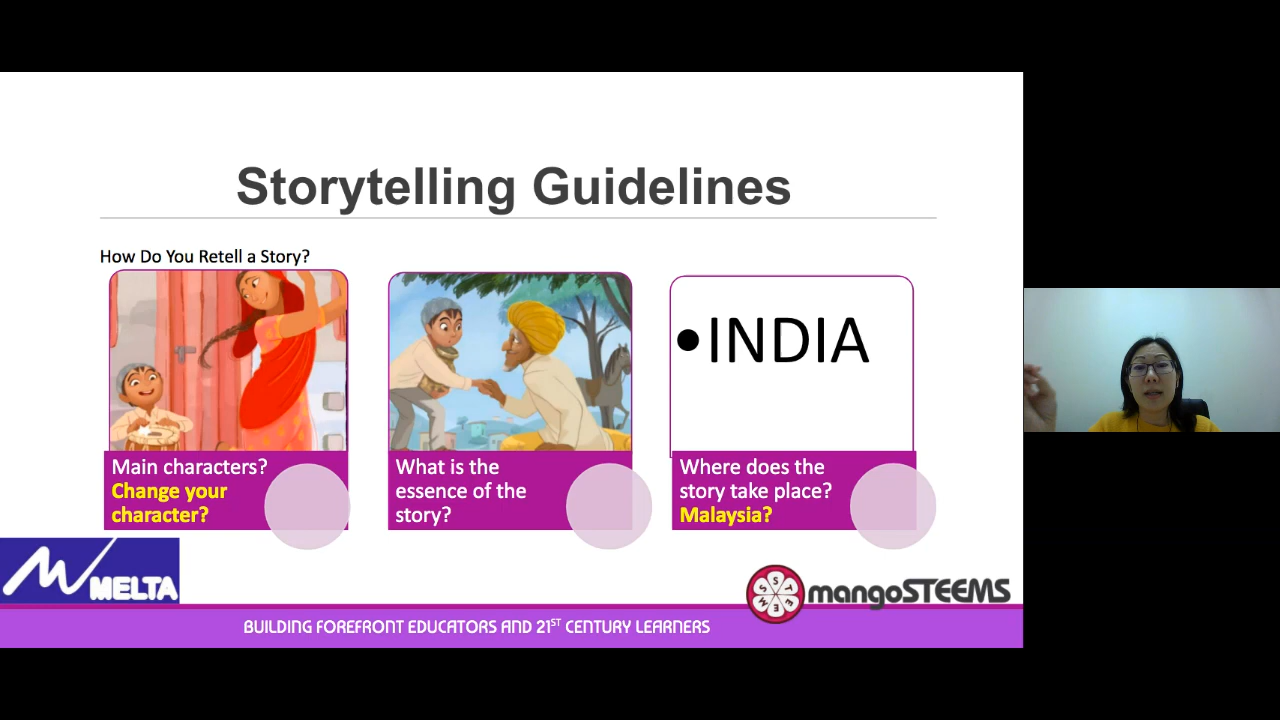 Storytelling Guidelines
How Do You Retell a Story?
•INDIA
Main characters?
Change your
character?
What is the
essence of the
story?
Where does the
story take place?
Malaysia?
MELTA
STEEMS
mangoSTEEMS
BUILDING FOREFRONT EDUCATORS AND 21ST CENTURY LEARNERS